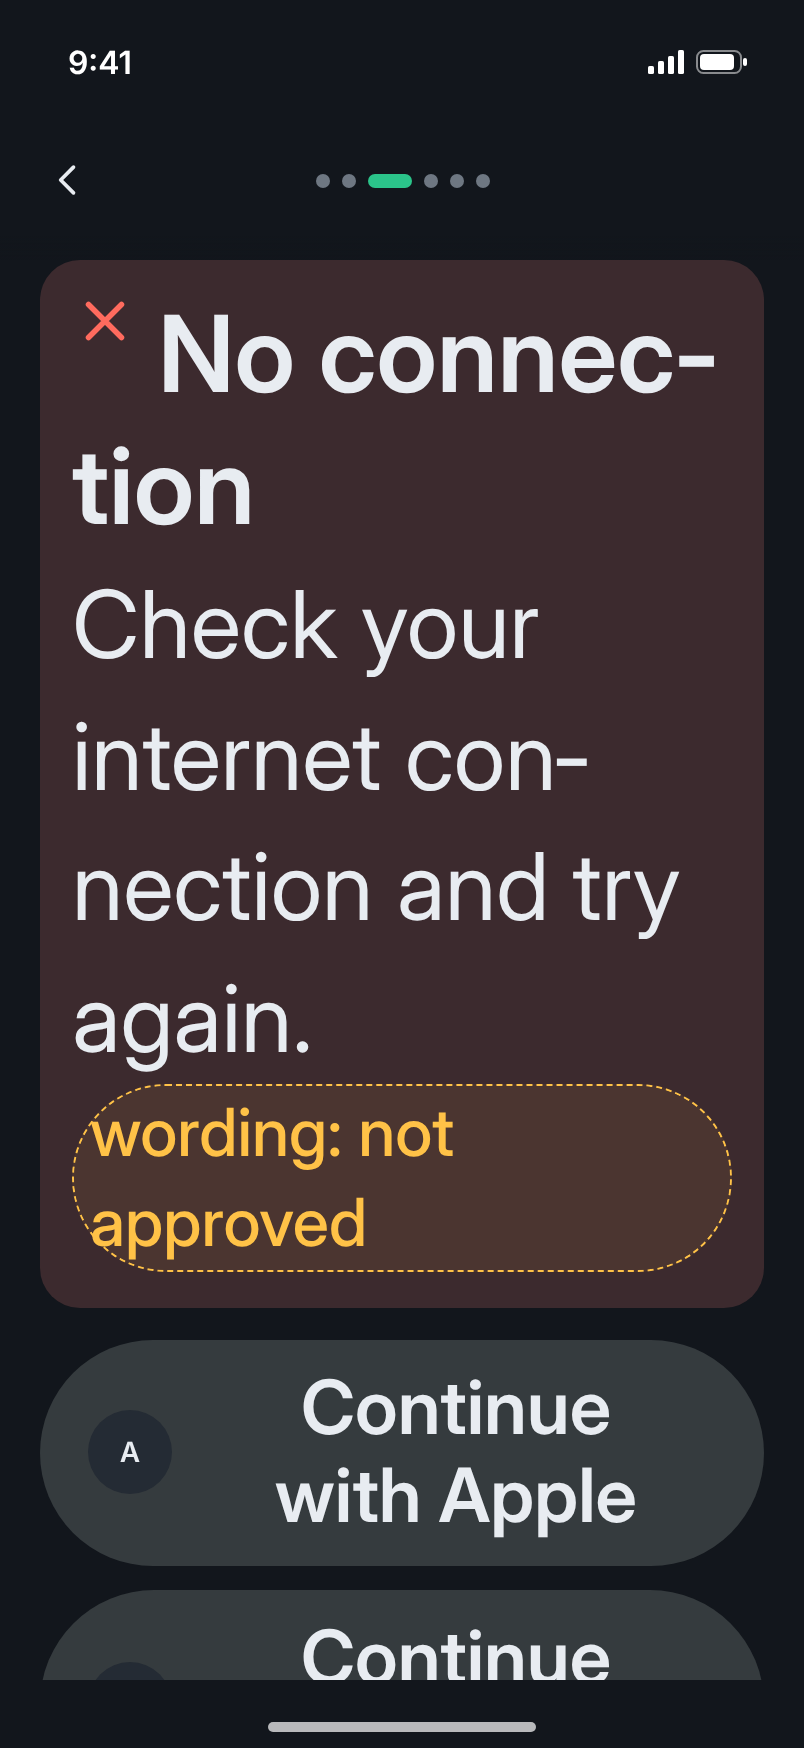 9:41
No connec-
tion
Check your
internet con-
nection and try
again.
wording: not
approved
A
Continue
with Apple
Continue